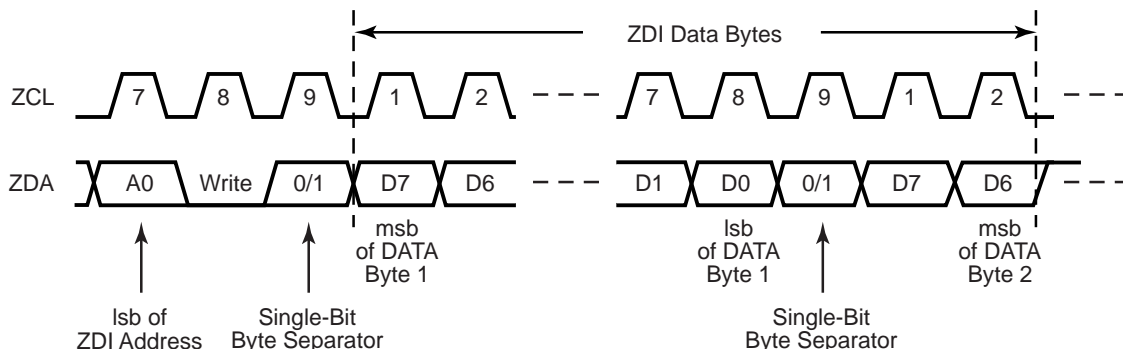 ZDI Data Bytes
ZCL 7 8 9 1 2 7 8 9 1 2
ZDA A0 Write 0/1 D7 D6 D1 D0 0/1 D7 D6
msb
of DATA
Byte 1
lsb
of DATA
Byte 1
msb
of DATA
Byte 2
lsb of
ZDI Address
Single-Bit
Byte Separator
Single-Bit
Byte Separator